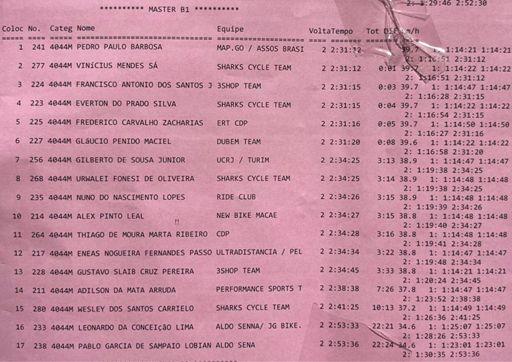 2: 1:29:46 2:52:30
********** MASTER B1 **********
Coloc No. Categ Nome Equipe VoltaTempo Tot Dif km/h
1 241 4044M PEDRO PAULO BARBOSA MAP.GO / ASSOS BRASI 2 2:31:12 39.7 1: 1:14:21 1:14:21
2: 1:16:51 2:31:12
2 277 4044M VINíCIUS MENDES SÁ SHARKS CYCLE TEAM 2 2:31:12 0:01 39.7 1: 1:14:22 1:14:22
1:16:51 2:31:12
3 224 4044M FRANCISCO ANTONIO DOS SANTOS J 3SHOP TEAM 2 2:31:15 0:03 39.7 1: 1:14:47 1:14:47
2: 1:16:28 2:31:15
4 223 4044M EVERTON DO PRADO SILVA SHARKS CYCLE TEAM 2 2:31:15 0:04 39.7 1: 1:14:22 1:14:22
2: 1:16:54 2:31:15
5 225 4044M FREDERICO CARVALHO ZACHARIAS ERT CDP 2 2:31:16 0:05 39.7 1: 1:14:50 1:14:50
2: 1:16:27 2:31:16
6 227 4044M GLáUCIO PENIDO MACIEL DUBEM TEAM 2 2:31:20 0:08 39.6 1: 1:14:22 1:14:22
2: 1:16:58 2:31:20
7 256 4044M GILBERTO DE SOUSA JUNIOR UCRJ / TURIM 2 2:34:25 3:13 38.9 1: 1:14:47 1:14:47
2: 1:19:38 2:34:25
8 268 4044M URWALEI FONESI DE OLIVEIRA SHARKS CYCLE TEAM 2 2:34:25 3:14 38.9 1: 1:14:48 1:14:48
2: 1:19:38 2:34:25
9 235 4044M NUNO DO NASCIMENTO LOPES RIDE CLUB 2 2:34:26 3:15 38.9 1: 1:14:48 1:14:48
2: 1:19:39 2:34:26
10 214 4044M ALEX PINTO LEAL NEW BIKE MACAE 2 2:34:27 3:15 38.8 1: 1:14:48 1:14:48
2: 1:19:40 2:34:27
11 264 4044M THIAGO DE MOURA MARTA RIBEIRO CDP 2 2:34:28 3:16 38.8 1: 1:14:48 1:14:48
2: 1:19:41 2:34:28
12 217 4044M ENEAS NOGUEIRA FERNANDES PASSO ULTRADISTANCIA / PEL 2 2:34:34 3:22 38.8 1: 1:14:47 1:14:47
2: 1:19:48 2:34:34
13 228 4044M GUSTAVO SLAIB CRUZ PEREIRA 3SHOP TEAM 2 2:34:45 3:33 38.8 1: 1:14:21 1:14:21
2: 1:20:24 2:34:45
14 211 4044M ADILSON DA MATA ARRUDA PERFORMANCE SPORTS T 2 2:38:38 7:26 37.8 1: 1:14:47 1:14:47
1: 1:23:52 2:38:38
15 280 4044M WESLEY DOS SANTOS CARRIELO SHARKS CYCLE TEAM 2 2:41:25 10:13 37.2 1: 1:14:49 1:14:49
2: 1:26:36 2:41:25
16 233 4044M LEONARDO DA CONCEIção LIMA ALDO SENNA/ JG BIKE. 2 2:53:33 22:21 34.6 1: 1:25:07 1:25:07
2: 1:28:26 2:53:33
17 238 4044M PABLO GARCIA DE SAMPAIO LOBIAN ALDO SENA 2 2:53:36 22:24 34.6 1: 1:23:01 1:23:01
2: 1:30:35 2:53:36